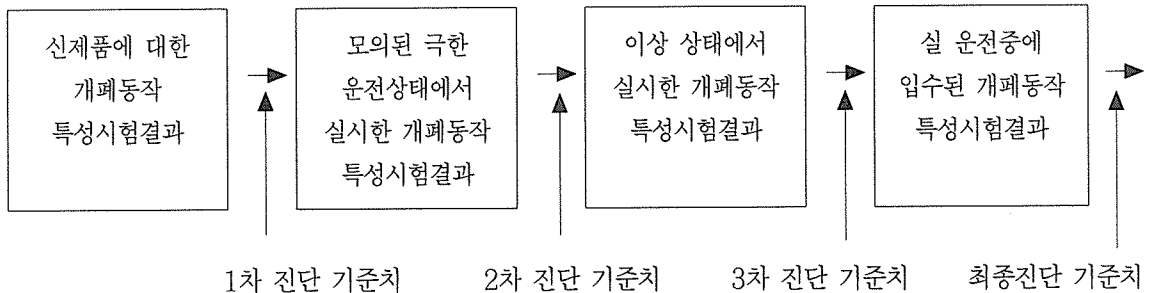 신제품에 대한
개폐동작
특성시험결과
모의된 극한
운전상태에서
실시한 개폐동작
특성시험결과
이상 상태에서
실시한 개폐동작
특성시험결과
실 운전중에
입수된 개폐동작
특성시험결과
1차 진단 기준치
2차 진단 기준치
3차 진단 기준치
최종진단 기준치